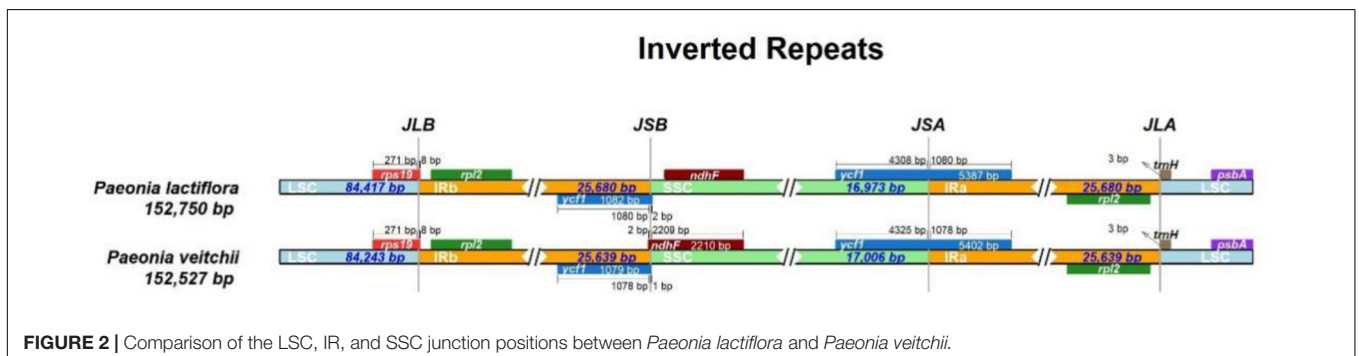 Inverted Repeats
JLB JSB JSA JLA
271 bp 8 bp 4308 bp 1080 bp 3 bp trnH
rps19 rpl2 ndhF ycf1 5387 bp psbA
Paeonia lactiflora
LSC 84,417 bp IRb 25,680 bp SSC 16,973 bp IRa 25,680 bp LSC
152,750 bp
ycf1 1082 bp rpl2
1080 bp 2 bp
271 bp 8 bp 2 bp 2209 bp 4325 bp 1078 bp 3 bp trnH
rps19 rpl2 ndhF 2210 bp ycf1 5402 bp psbA
Paeonia veitchii
LSC 84,243 bp IRb 25,639 bp SSC 17,006 bp IRa 25,639 bp LSC
152,527 bp
ycf1 1079 bp rpl2
1078 bp 1 bp
FIGURE 2 | Comparison of the LSC, IR, and SSC junction positions between Paeonia lactiflora and Paeonia veitchii.